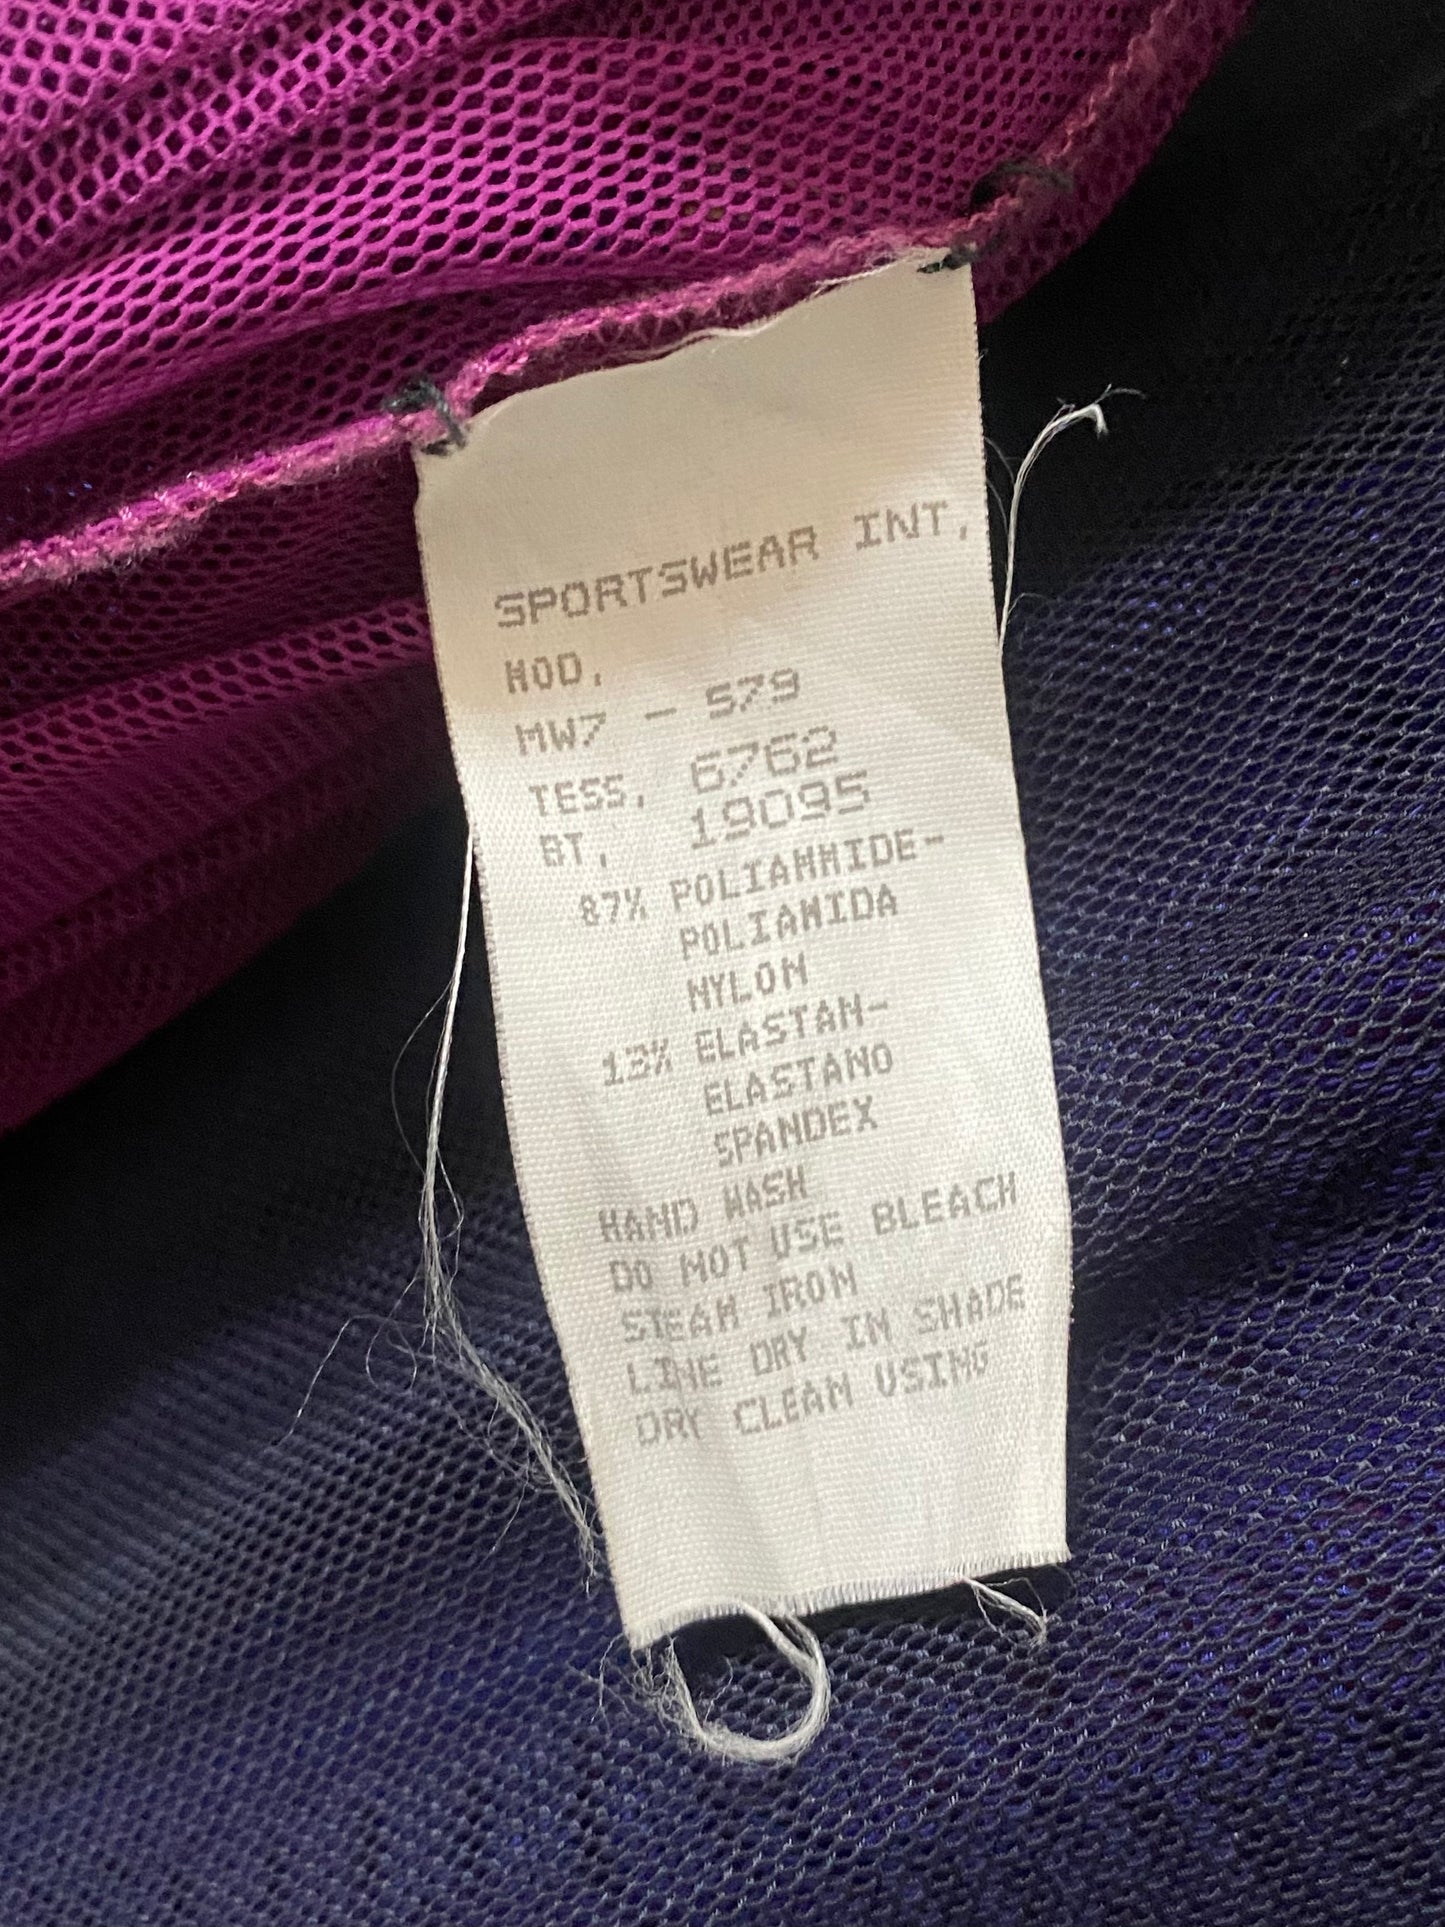 SPORTSWEAR INT,
MOD,
MW7 - 579
TESS, 6762
BT, 19095
87% POLIAMMIDE-
POLIAMIDA
NYLON
13% ELASTAN-
ELASTANO
SPANDEX
HAND WASH
DO NOT USE BLEACH
STEAM IRON
LINE DRY IN SHADE
DRY CLEAN USING